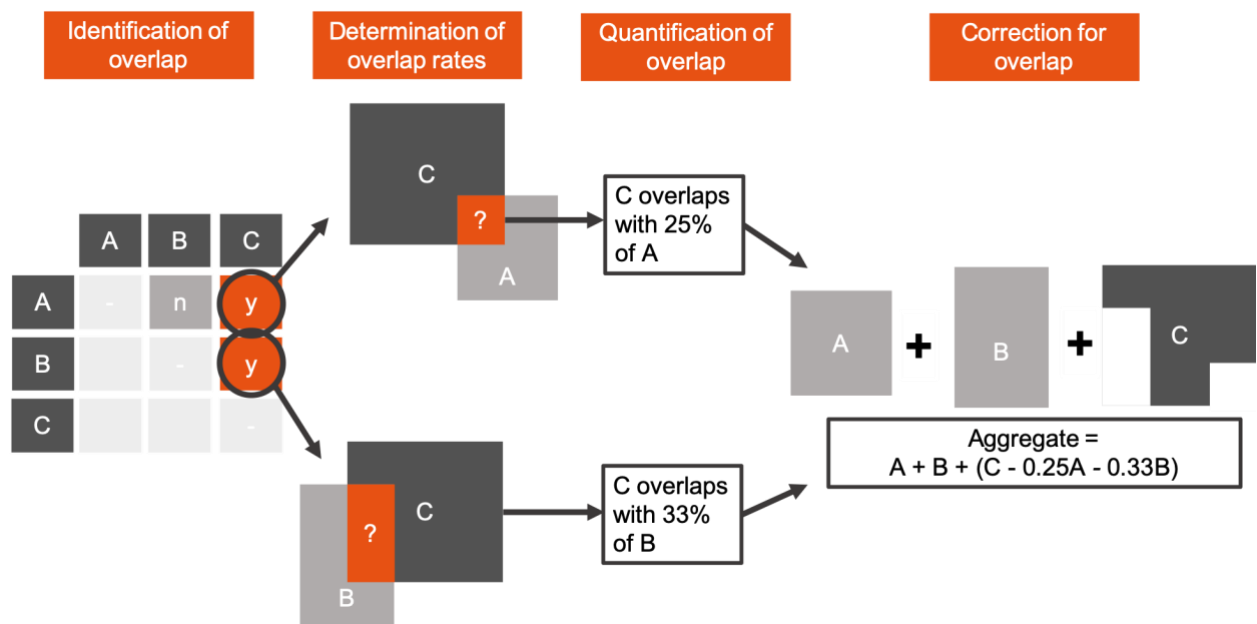 Identification of
overlap
Determination of
overlap rates
Quantification of
overlap
Correction for
overlap
A B C
A - n y
B - y
C -
C
?
A
C overlaps
with 25%
of A
C
?
B
C overlaps
with 33%
of B
A + B + C
Aggregate =
A + B + (C - 0.25A - 0.33B)